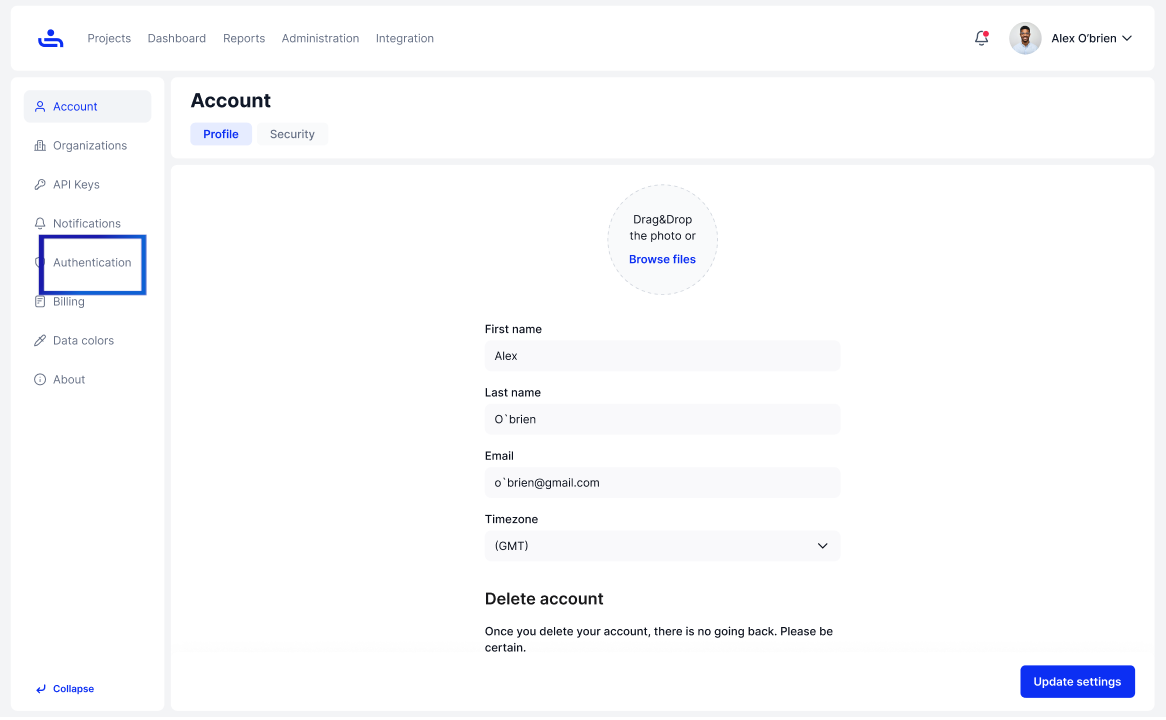 Projects Dashboard Reports Administration Integration
Alex O'brien
Account
Organizations
API Keys
Notifications
Authentication
Billing
Data colors
About
Collapse
Account
Profile Security
Drag&Drop
the photo or
Browse files
First name
Alex
Last name
O`brien
Email
o`brien@gmail.com
Timezone
(GMT)
Delete account
Once you delete your account, there is no going back. Please be
certain.
Update settings